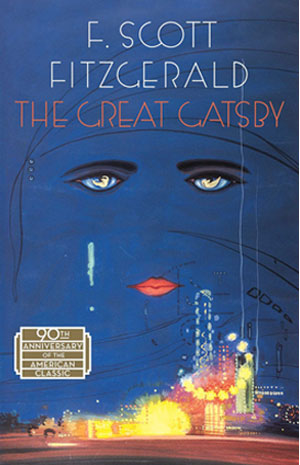 F. SCOTT
FITZGERALD
THE GREAT GATSBY
90TH
ANNIVERSARY
OF THE
AMERICAN
CLASSIC